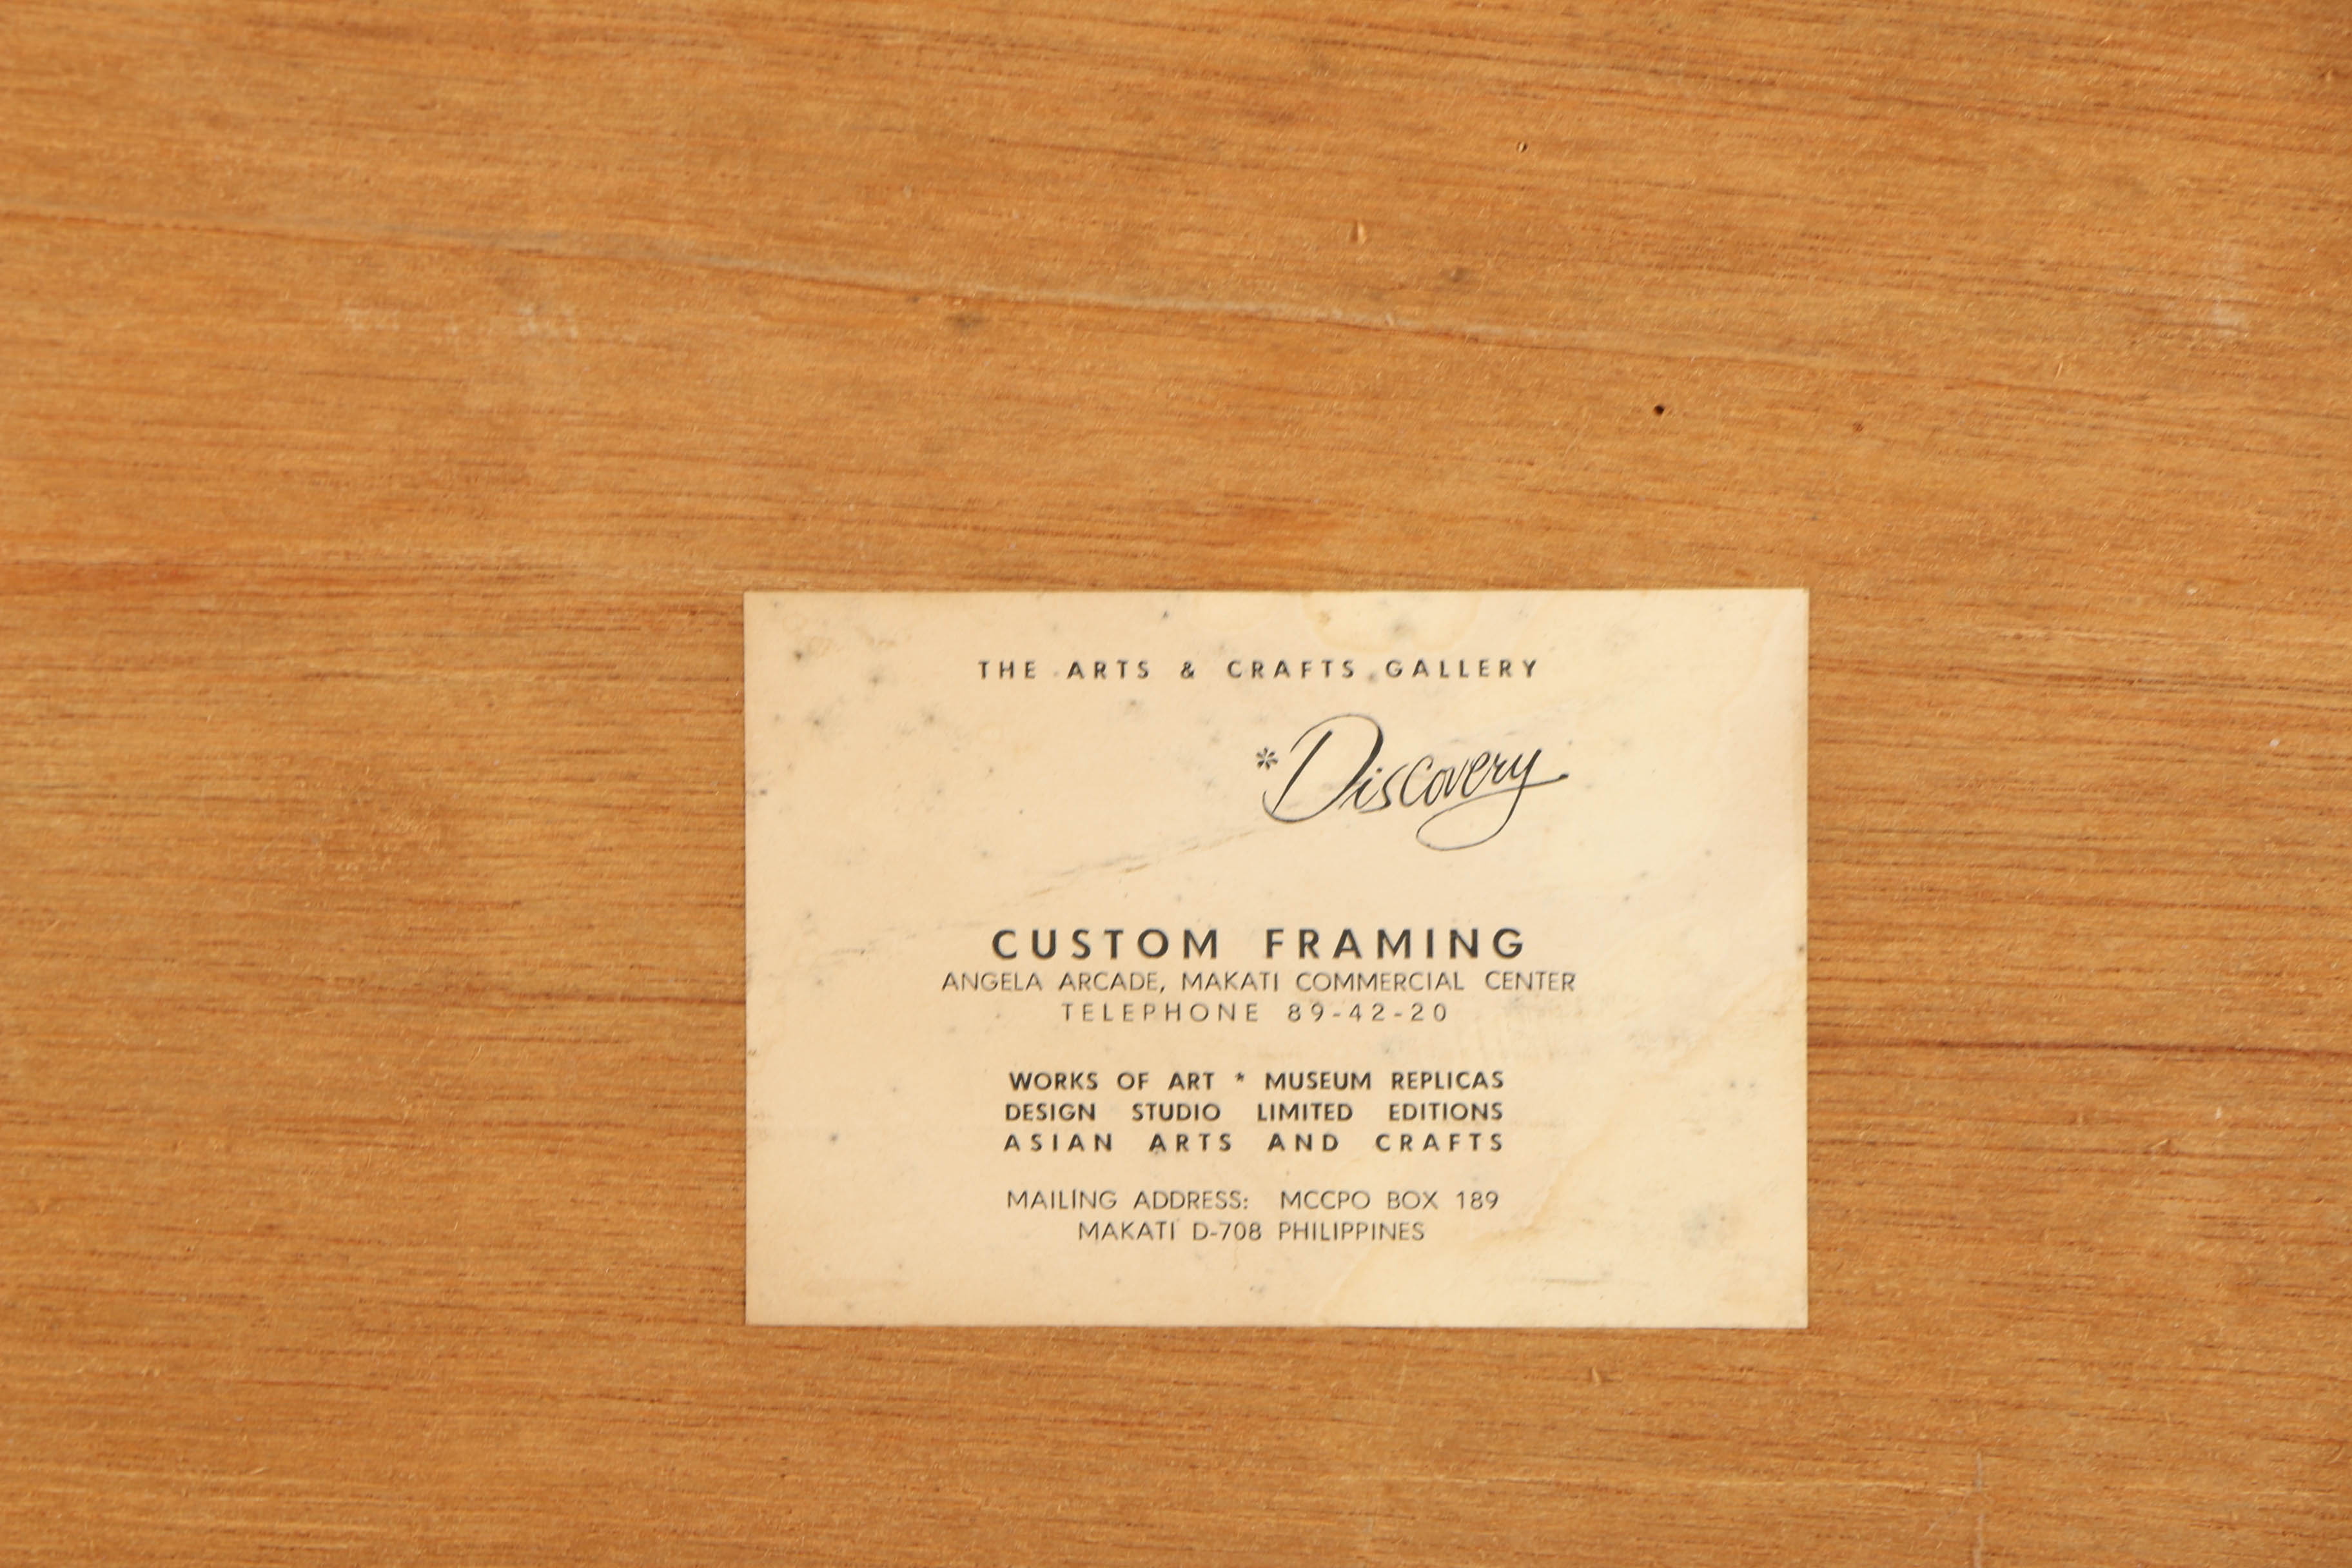 THE ARTS & CRAFTS GALLERY
*Discovery
CUSTOM FRAMING
ANGELA ARCADE, MAKATI COMMERCIAL CENTER
TELEPHONE 89-42-20
WORKS OF ART * MUSEUM REPLICAS
DESIGN STUDIO LIMITED EDITIONS
ASIAN ARTS AND CRAFTS
MAILING ADDRESS: MCCPO BOX 189
MAKATI D-708 PHILIPPINES